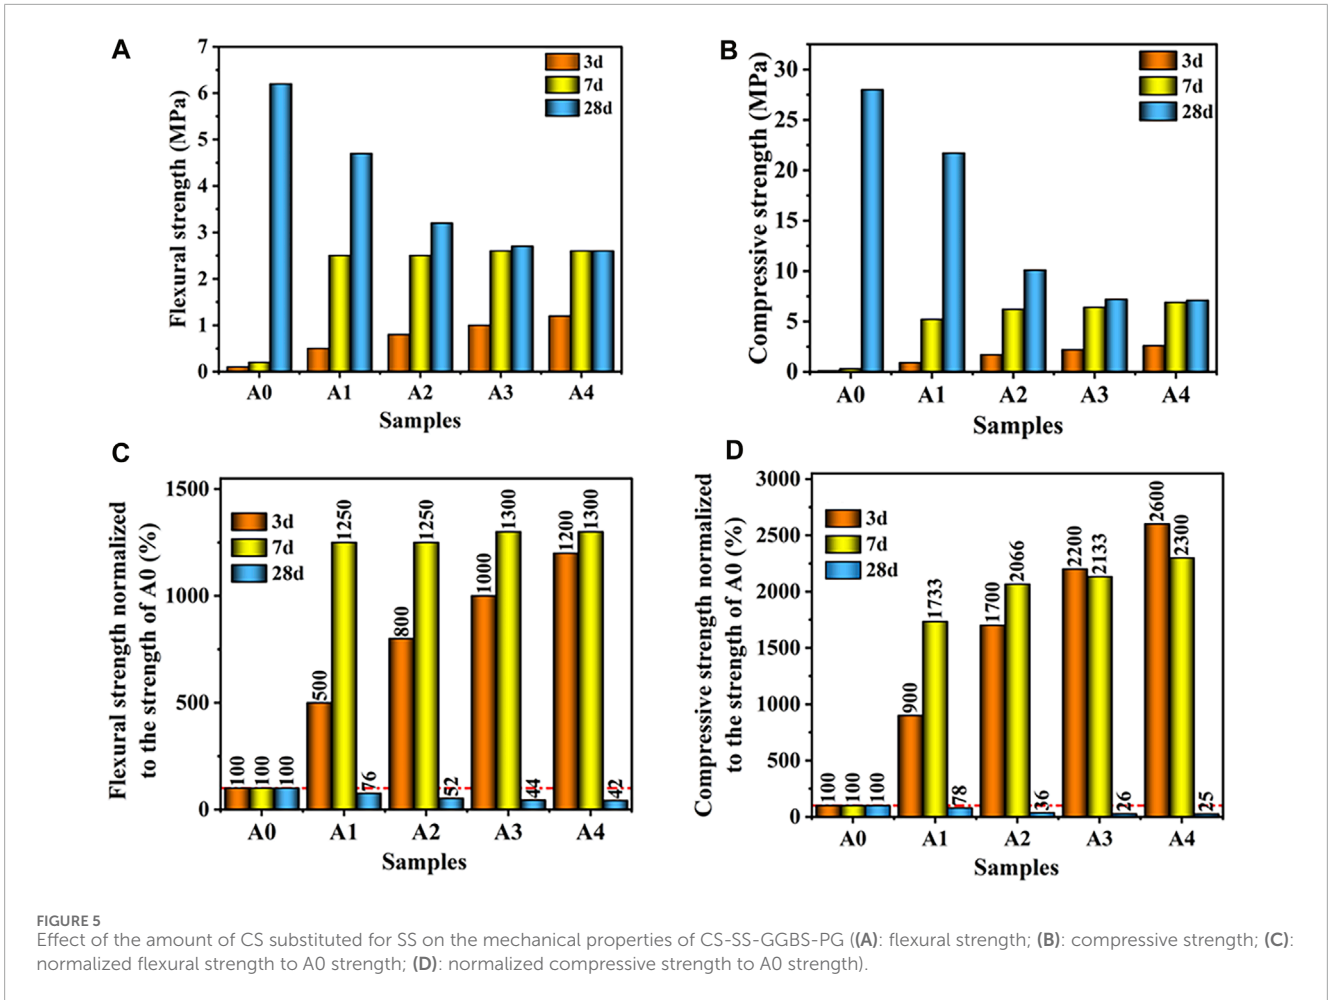 A
Flexural strength (MPa)
7
6
5
4
3
2
1
0
3d
7d
28d
A0 A1 A2 A3 A4
Samples
B
Compressive strength (MPa)
30
25
20
15
10
5
0
3d
7d
28d
A0 A1 A2 A3 A4
Samples
C
Flexural strength normalized
to the strength of A0 (%)
1500
1000
500
0
3d
7d
28d
100 100 100 500 1250 76 800 1250 52 1000 1300 44 1200 1300 42
A0 A1 A2 A3 A4
Samples
D
Compressive strength normalized
to the strength of A0 (%)
3000
2500
2000
1500
1000
500
0
3d
7d
28d
100 100 100 900 1733 78 1700 2066 36 2200 2133 26 2600 2300 25
A0 A1 A2 A3 A4
Samples
FIGURE 5
Effect of the amount of CS substituted for SS on the mechanical properties of CS-SS-GGBS-PG ((A): flexural strength; (B): compressive strength; (C):
normalized flexural strength to A0 strength; (D): normalized compressive strength to A0 strength).